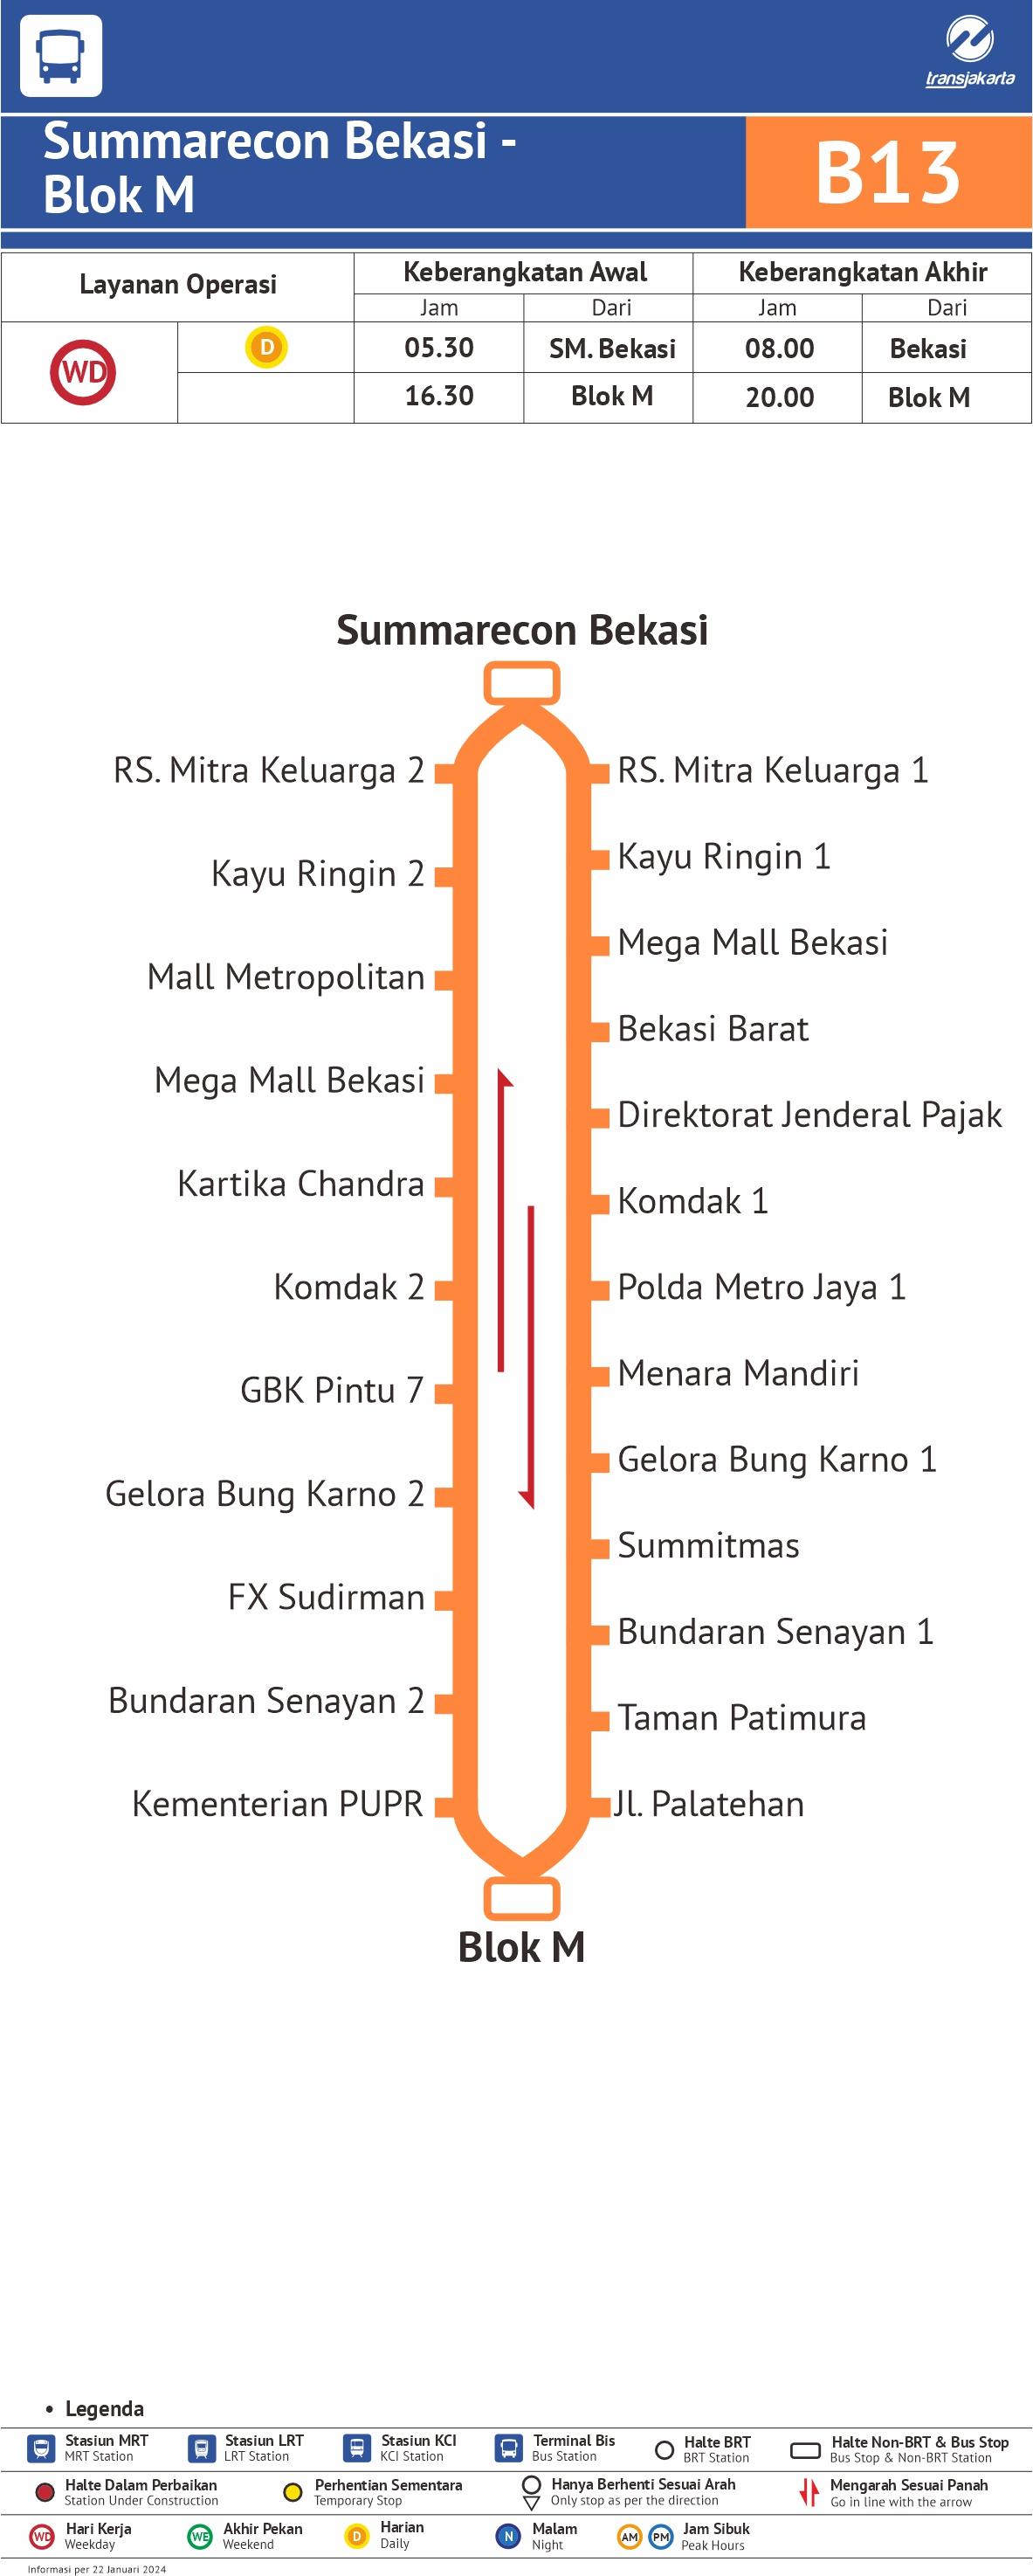 transjakarta
Summarecon Bekasi -
Blok M
B13
Layanan Operasi
Keberangkatan Awal
Keberangkatan Akhir
Jam
Dari
Jam
Dari
WD
D
05.30
SM. Bekasi
08.00
Bekasi
16.30
Blok M
20.00
Blok M
Summarecon Bekasi
RS. Mitra Keluarga 2
Kayu Ringin 2
Mall Metropolitan
Mega Mall Bekasi
Kartika Chandra
Komdak 2
GBK Pintu 7
Gelora Bung Karno 2
FX Sudirman
Bundaran Senayan 2
Kementerian PUPR
RS. Mitra Keluarga 1
Kayu Ringin 1
Mega Mall Bekasi
Bekasi Barat
Direktorat Jenderal Pajak
Komdak 1
Polda Metro Jaya 1
Menara Mandiri
Gelora Bung Karno 1
Summitmas
Bundaran Senayan 1
Taman Patimura
Jl. Palatehan
Blok M
• Legenda
Stasiun MRT
MRT Station
Stasiun LRT
LRT Station
Stasiun KCI
KCI Station
Terminal Bis
Bus Station
Halte BRT
BRT Station
Halte Non-BRT & Bus Stop
Bus Stop & Non-BRT Station
Halte Dalam Perbaikan
Station Under Construction
Perhentian Sementara
Temporary Stop
Hanya Berhenti Sesuai Arah
Only stop as per the direction
Mengarah Sesuai Panah
Go in line with the arrow
WD
Hari Kerja
Weekday
WE
Akhir Pekan
Weekend
D
Harian
Daily
N
Malam
Night
AM
PM
Jam Sibuk
Peak Hours
Informasi per 22 Januari 2024